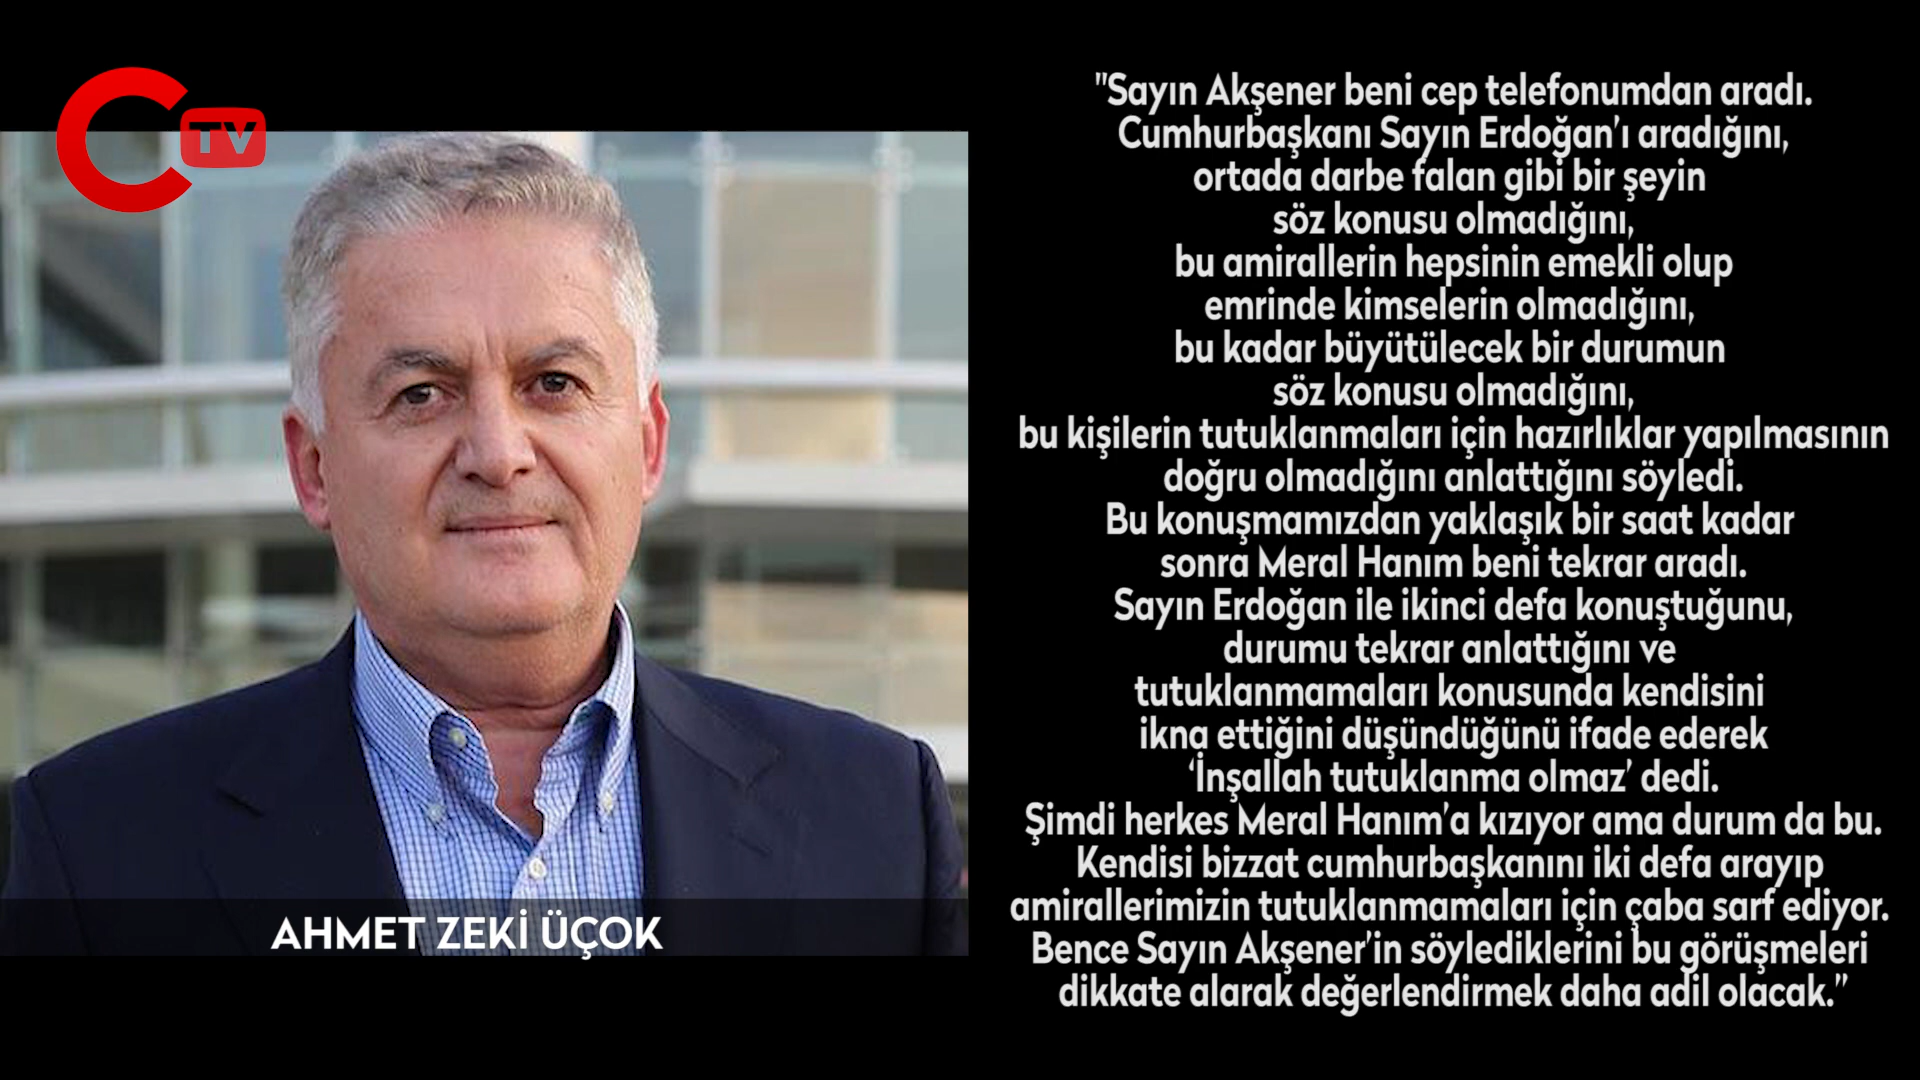 C
TV
"Sayın Akşener beni cep telefonumdan aradı.
Cumhurbaşkanı Sayın Erdoğan’ı aradığını,
ortada darbe falan gibi bir şeyin
söz konusu olmadığını,
bu amirallerin hepsinin emekli olup
emrinde kimselerin olmadığını,
bu kadar büyütülecek bir durumun
söz konusu olmadığını,
bu kişilerin tutuklanmaları için hazırlıklar yapılmasının
doğru olmadığını anlattığını söyledi.
Bu konuşmamızdan yaklaşık bir saat kadar
sonra Meral Hanım beni tekrar aradı.
Sayın Erdoğan ile ikinci defa konuştuğunu,
durumu tekrar anlattığını ve
tutuklanmamaları konusunda kendisini
ikna ettiğini düşündüğünü ifade ederek
‘İnşallah tutuklanma olmaz’ dedi.
Şimdi herkes Meral Hanım’a kızıyor ama durum da bu.
Kendisi bizzat cumhurbaşkanını iki defa arayıp
amirallerimizin tutuklanmamaları için çaba sarf ediyor.
Bence Sayın Akşener’in söylediklerini bu görüşmeleri
dikkate alarak değerlendirmek daha adil olacak.”
AHMET ZEKİ ÜÇOK